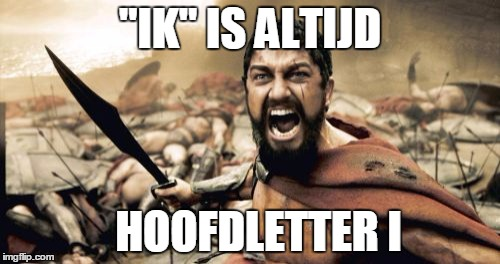 "IK" IS ALTIJD
HOOFDLETTER I
imgflip.com